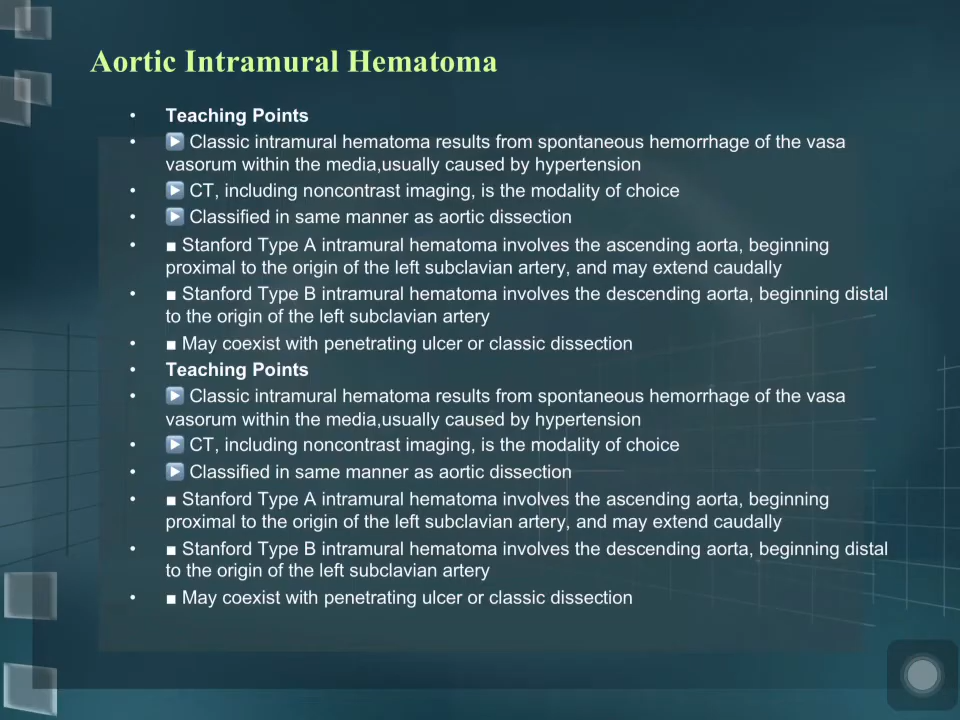 Aortic Intramural Hematoma
• Teaching Points
• ▶ Classic intramural hematoma results from spontaneous hemorrhage of the vasa
vasorum within the media,usually caused by hypertension
• ▶ CT, including noncontrast imaging, is the modality of choice
• ▶ Classified in same manner as aortic dissection
• ■ Stanford Type A intramural hematoma involves the ascending aorta, beginning
proximal to the origin of the left subclavian artery, and may extend caudally
• ■ Stanford Type B intramural hematoma involves the descending aorta, beginning distal
to the origin of the left subclavian artery
• ■ May coexist with penetrating ulcer or classic dissection
• Teaching Points
• ▶ Classic intramural hematoma results from spontaneous hemorrhage of the vasa
vasorum within the media,usually caused by hypertension
• ▶ CT, including noncontrast imaging, is the modality of choice
• ▶ Classified in same manner as aortic dissection
• ■ Stanford Type A intramural hematoma involves the ascending aorta, beginning
proximal to the origin of the left subclavian artery, and may extend caudally
• ■ Stanford Type B intramural hematoma involves the descending aorta, beginning distal
to the origin of the left subclavian artery
• ■ May coexist with penetrating ulcer or classic dissection